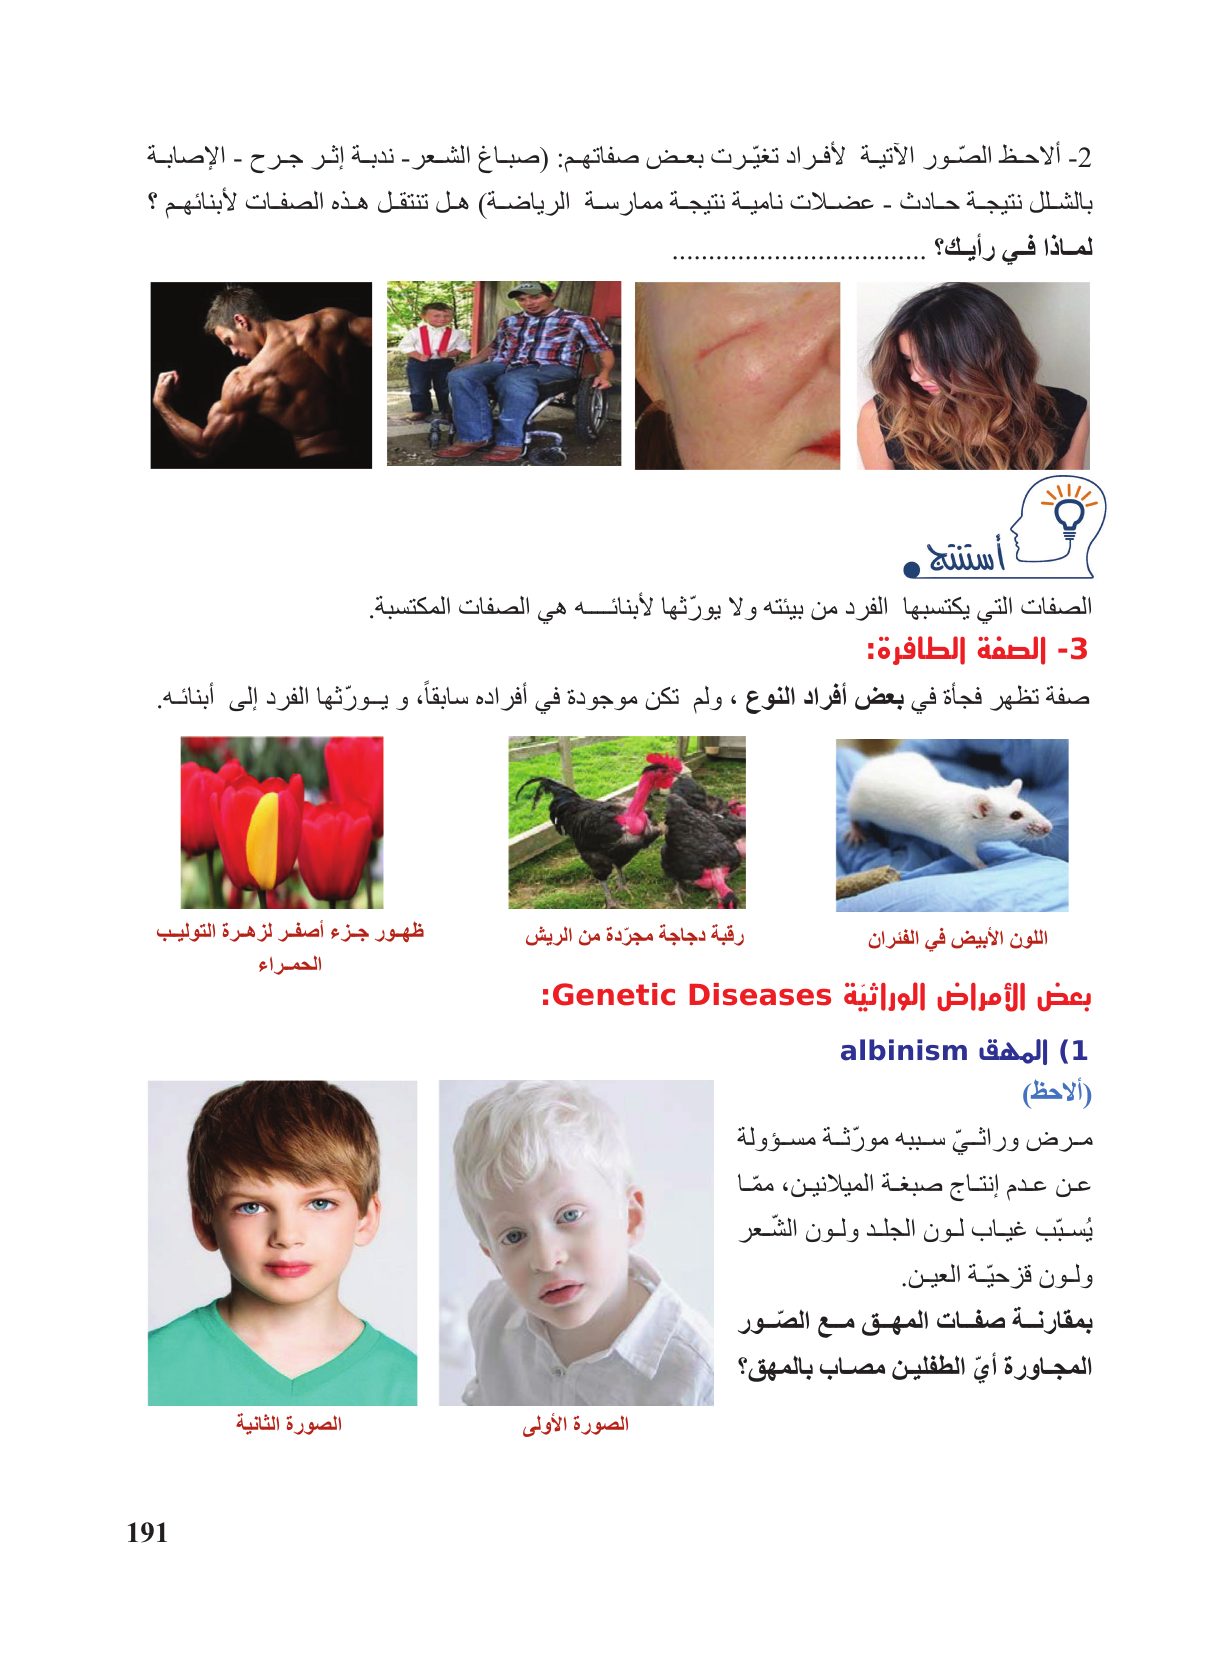 2- ألاحظ الصّور الآتية لأفراد تغيّرت بعض صفاتهم: (صباغ الشعر- ندبة إثر جرح - الإصابة
بالشلل نتيجة حادث - عضلات نامية نتيجة ممارسة الرياضة) هل تنتقل هذه الصفات لأبنائهم ؟
لماذا في رأيك؟ ...................................
أستنتج
الصفات التي يكتسبها الفرد من بيئته ولا يورّثها لأبنائه هي الصفات المكتسبة.
3- الصفة الطافرة:
صفة تظهر فجأة في بعض أفراد النوع ، ولم تكن موجودة في أفراده سابقاً، و يورّثها الفرد إلى أبنائه.
اللون الأبيض في الفئران
رقبة دجاجة مجرّدة من الريش
ظهور جزء أصفر لزهرة التوليب
الحمراء
بعض الأمراض الوراثيّة Genetic Diseases:
1) المهق albinism
(ألاحظ)
مرض وراثيّ سببه مورّثة مسؤولة
عن عدم إنتاج صبغة الميلانين، ممّا
يُسبّب غياب لون الجلد ولون الشّعر
ولون قزحيّة العين.
بمقارنة صفات المهق مع الصّور
المجاورة أيّ الطفلين مصاب بالمهق؟
الصورة الأولى
الصورة الثانية
191